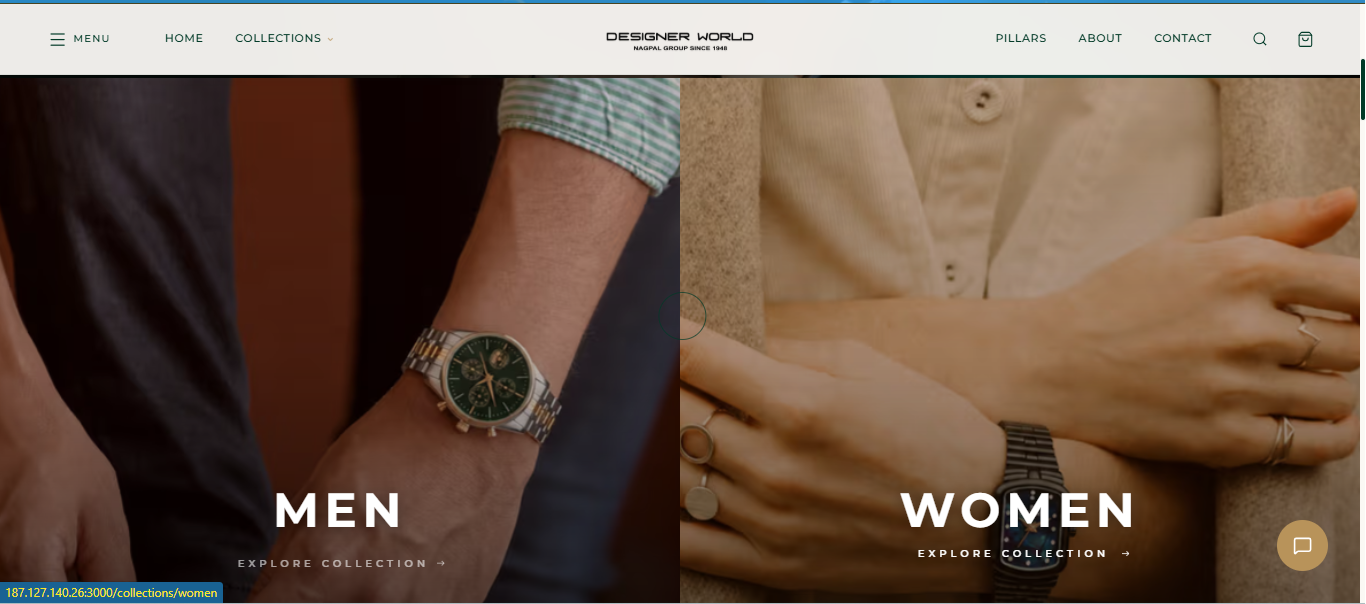 MENU
HOME
COLLECTIONS
DESIGNER WORLD
NAGPAL GROUP SINCE 1948
PILLARS
ABOUT
CONTACT
MEN
EXPLORE COLLECTION →
WOMEN
EXPLORE COLLECTION →
187.127.140.26:3000/collections/women